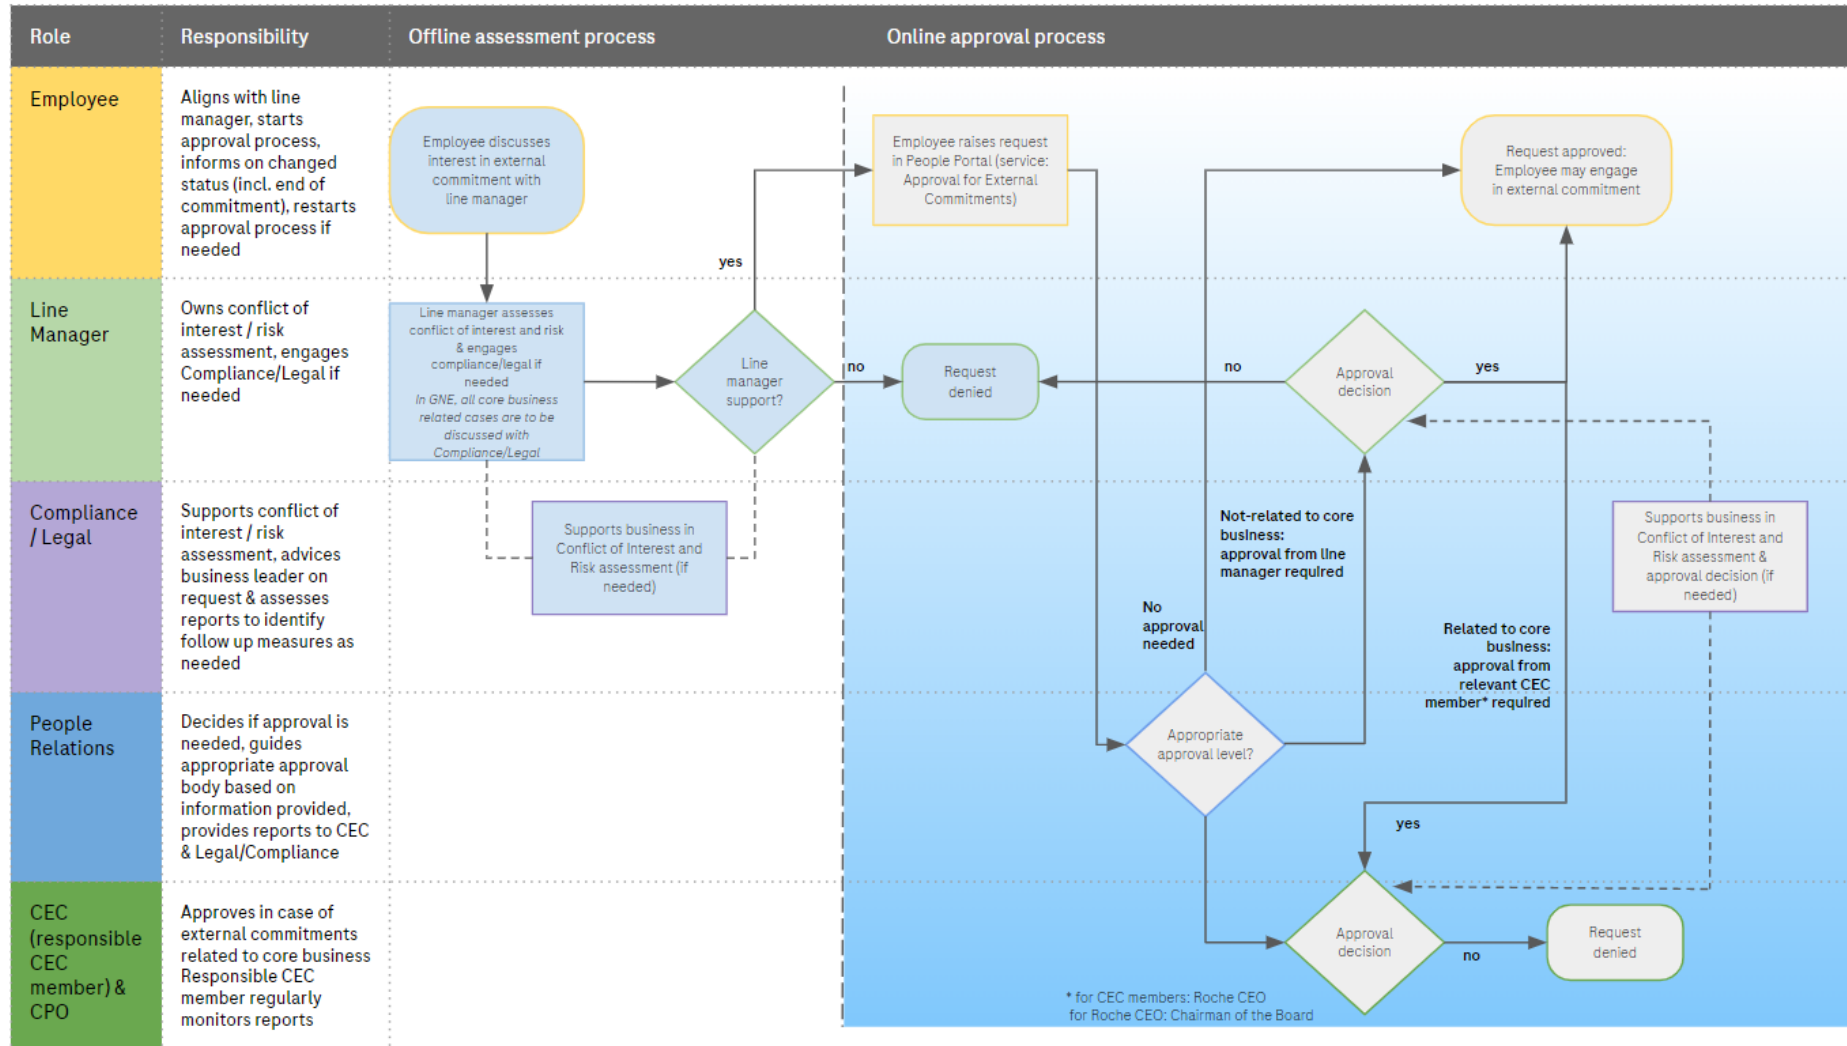 Role
Responsibility
Offline assessment process
Online approval process
Employee
Aligns with line
manager, starts
approval process,
informs on changed
status (incl. end of
commitment), restarts
approval process if
needed
Employee discusses
interest in external
commitment with
line manager
yes
Employee raises request
in People Portal (service:
Approval for External
Commitments)
Request approved:
Employee may engage
in external commitment
Line
Manager
Owns conflict of
interest / risk
assessment, engages
Compliance/Legal if
needed
Line manager assesses
conflict of interest and risk
& engages
compliance/legal if
needed
In GNE, all core business
related cases are to be
discussed with
Compliance/Legal
Line
manager
support?
no
Request
denied
no
Approval
decision
yes
Compliance
/ Legal
Supports conflict of
interest / risk
assessment, advices
business leader on
request & assesses
reports to identify
follow up measures as
needed
Supports business in
Conflict of Interest and
Risk assessment (if
needed)
Not-related to core
business:
approval from line
manager required
No
approval
needed
Related to core
business:
approval from
relevant CEC
member* required
Supports business in
Conflict of Interest and
Risk assessment &
approval decision (if
needed)
People
Relations
Decides if approval is
needed, guides
appropriate approval
body based on
information provided,
provides reports to CEC
& Legal/Compliance
Appropriate
approval level?
yes
CEC
(responsible
CEC
member) &
CPO
Approves in case of
external commitments
related to core business
Responsible CEC
member regularly
monitors reports
Approval
decision
no
Request
denied
* for CEC members: Roche CEO
for Roche CEO: Chairman of the Board